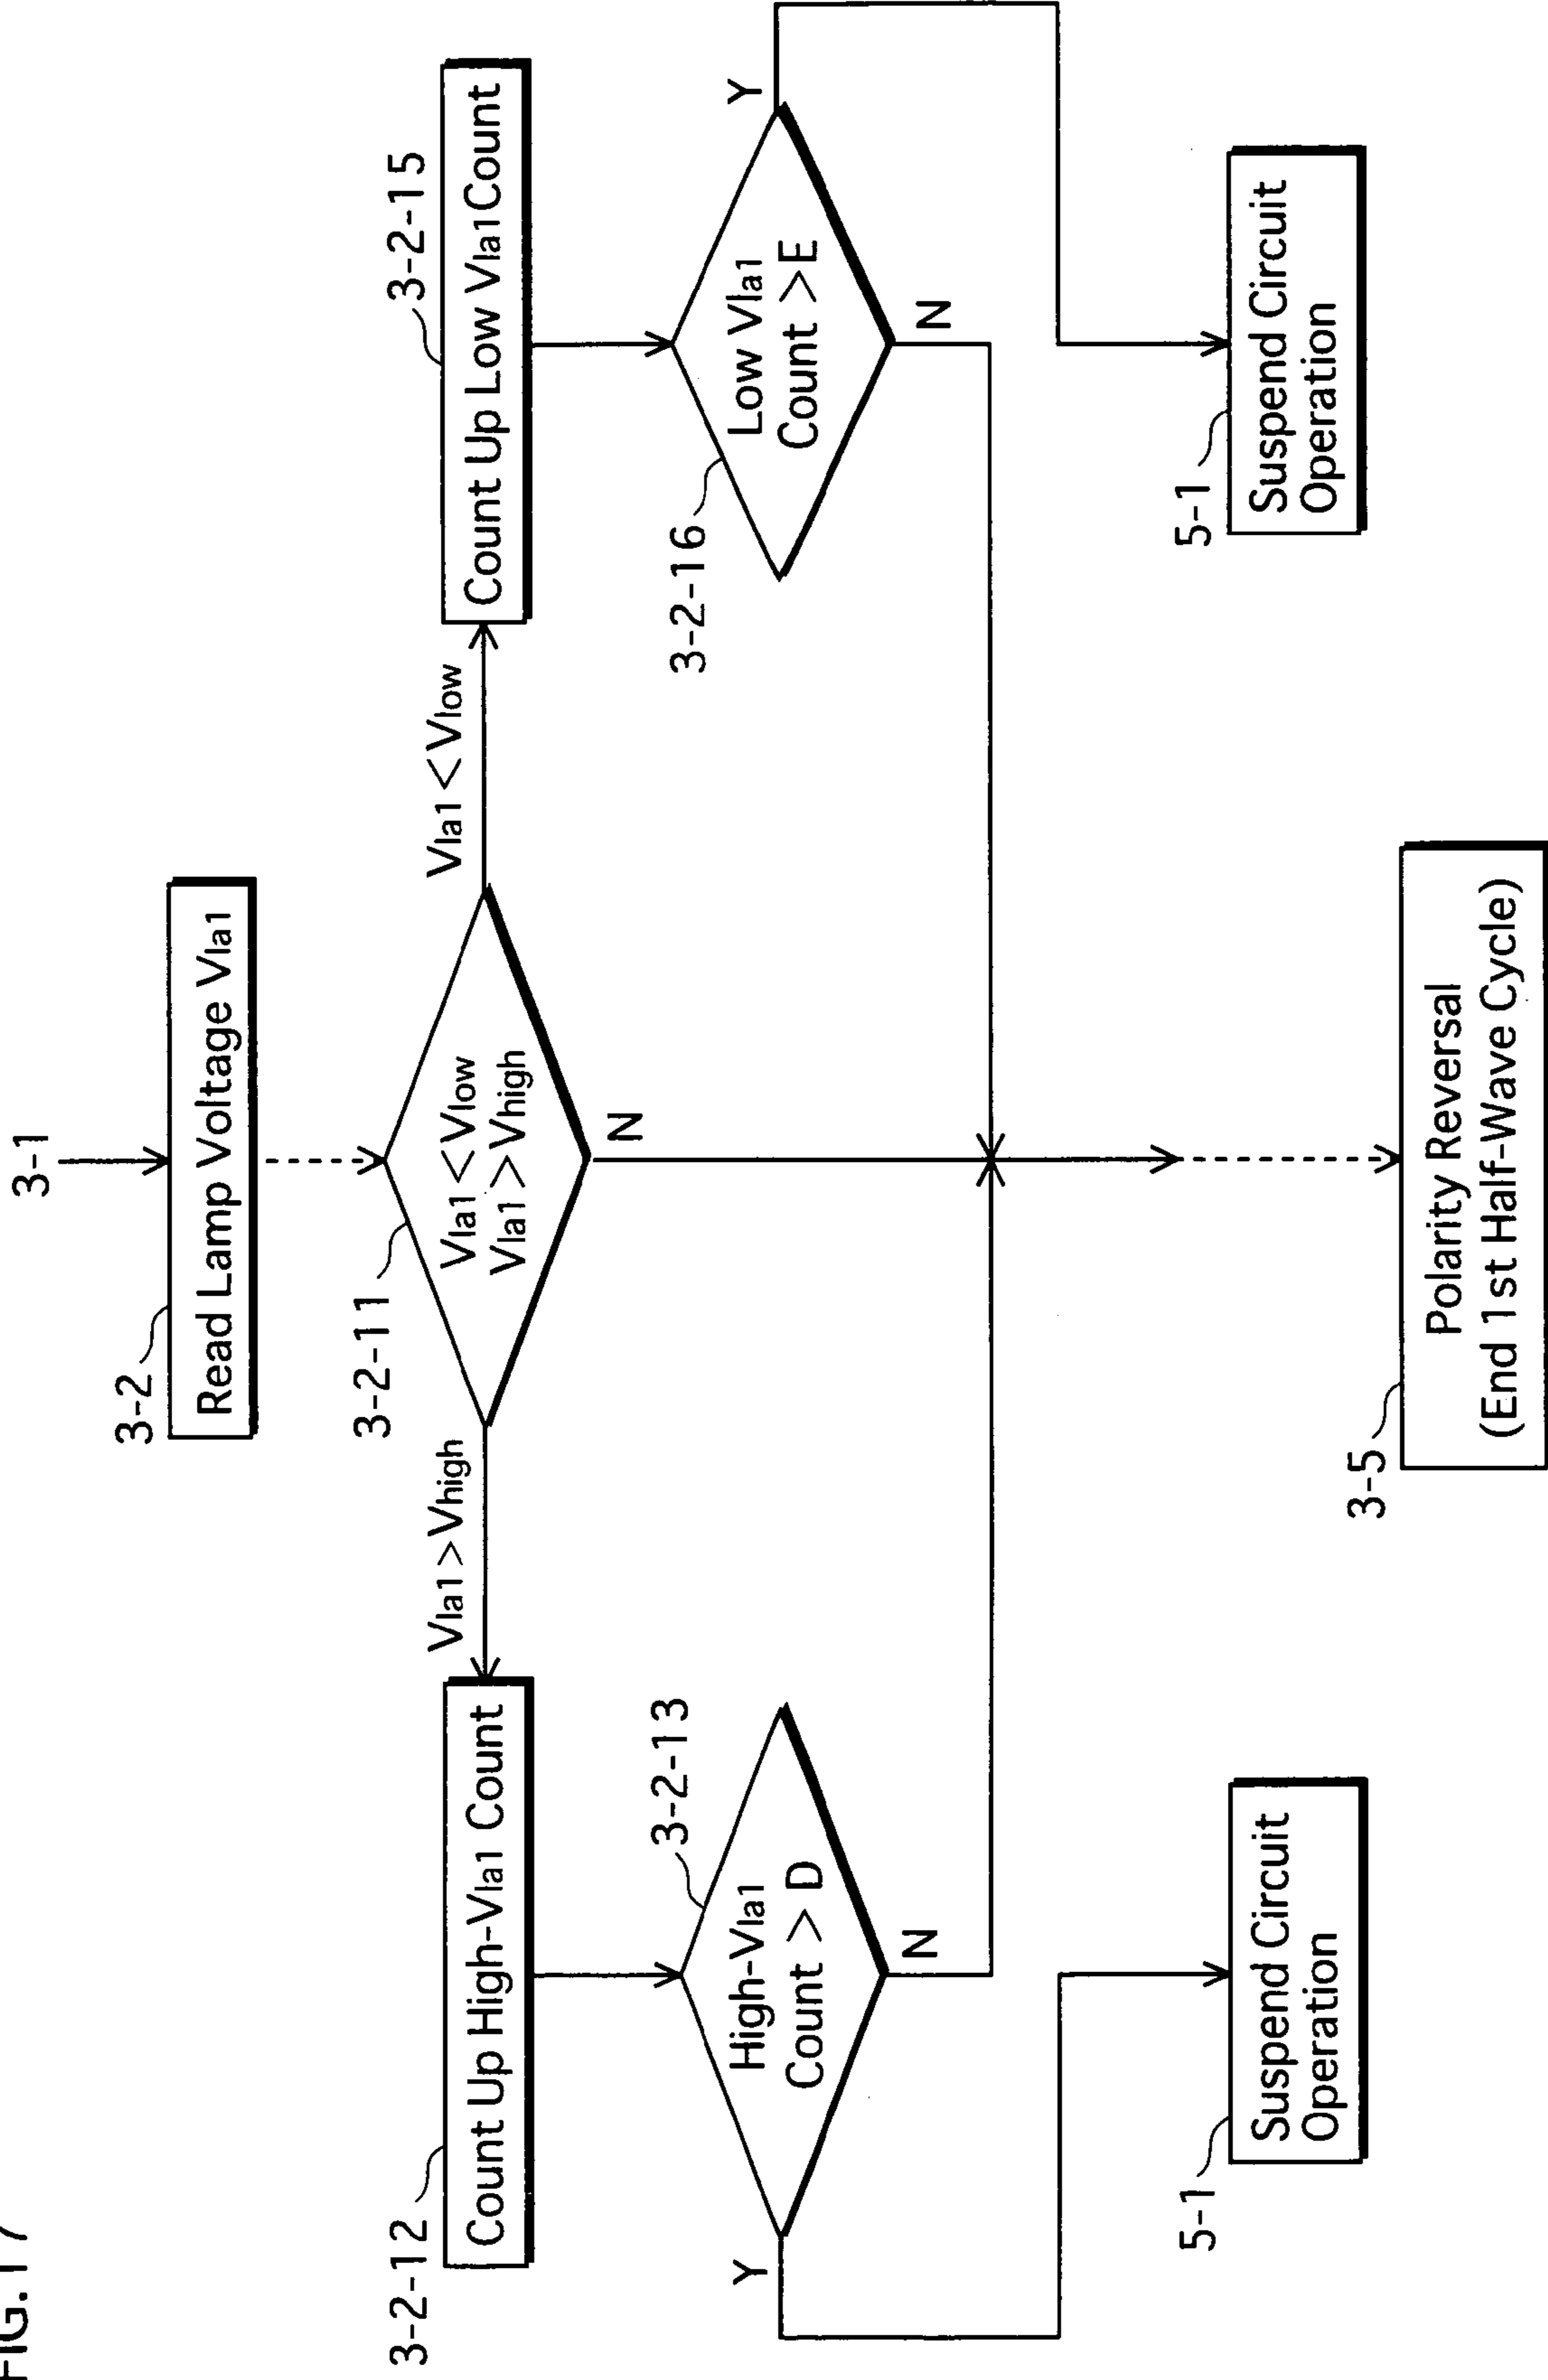 FIG.17
3-1
3-2
Read Lamp Voltage Vla1
3-2-11
Vla1<Vlow
Vla1>Vhigh
Vla1>Vhigh
Vla1<Vlow
N
3-2-12
Count Up High-Vla1 Count
3-2-15
Count Up Low Vla1 Count
3-2-13
High-Vla1
Count >D
Y
N
3-2-16
Low Vla1
Count >E
Y
N
5-1
Suspend Circuit
Operation
5-1
Suspend Circuit
Operation
3-5
Polarity Reversal
(End 1st Half-Wave Cycle)